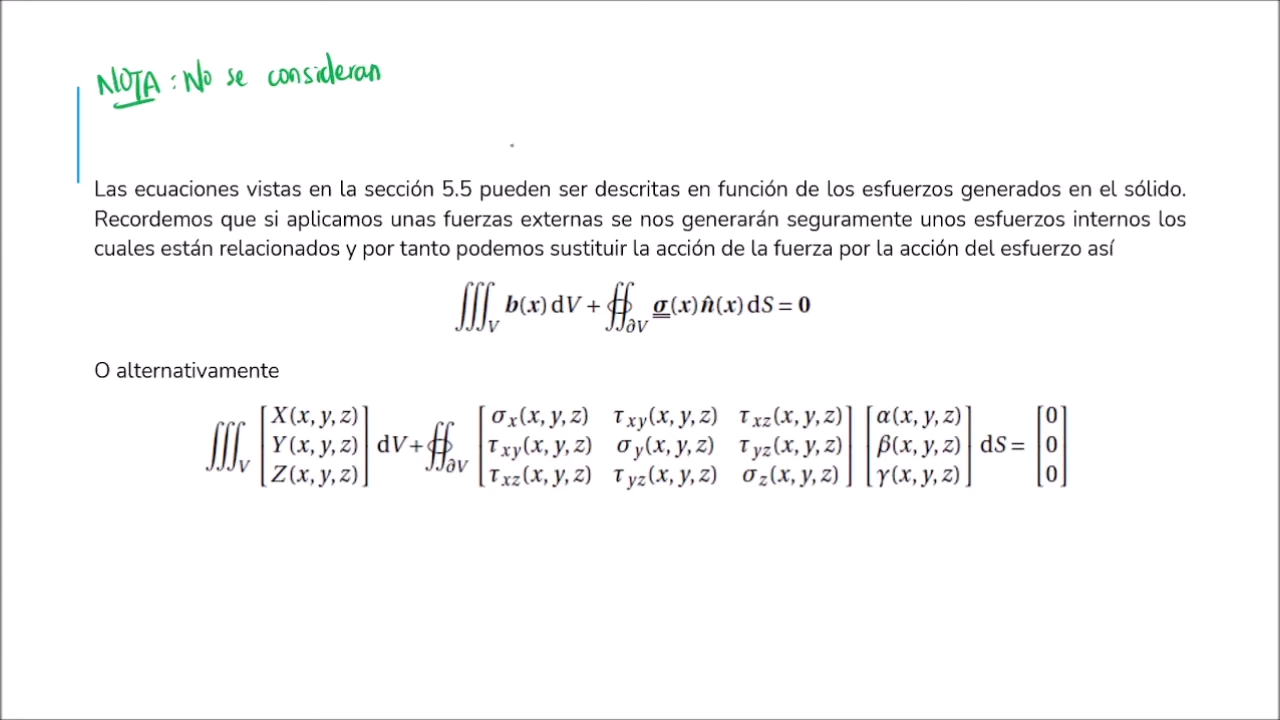 NOTA : No se consideran
Las ecuaciones vistas en la sección 5.5 pueden ser descritas en función de los esfuerzos generados en el sólido.
Recordemos que si aplicamos unas fuerzas externas se nos generarán seguramente unos esfuerzos internos los
cuales están relacionados y por tanto podemos sustituir la acción de la fuerza por la acción del esfuerzo así
∭_V b(x) dV + ∯_∂V σ(x)n̂(x) dS = 0
O alternativamente
∭_V [X(x, y, z) Y(x, y, z) Z(x, y, z)] dV + ∯_∂V [σ_x(x, y, z) τ_xy(x, y, z) τ_xz(x, y, z) τ_xy(x, y, z) σ_y(x, y, z) τ_yz(x, y, z) τ_xz(x, y, z) τ_yz(x, y, z) σ_z(x, y, z)] [α(x, y, z) β(x, y, z) γ(x, y, z)] dS = [0 0 0]